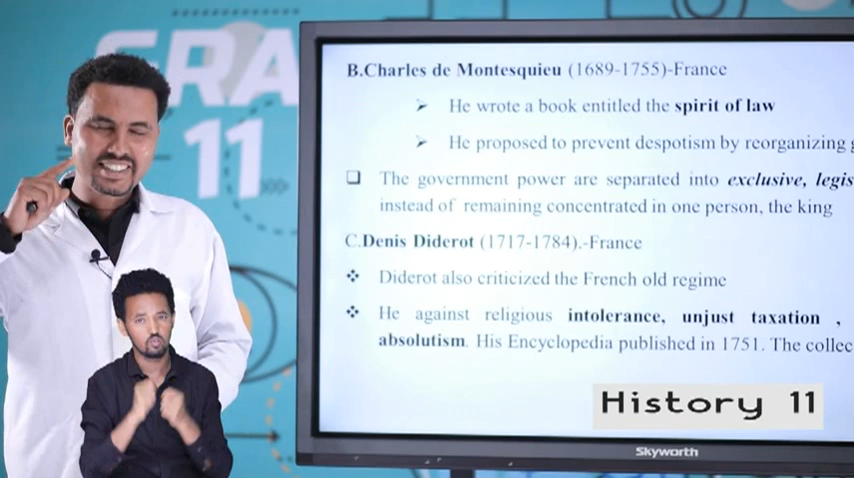 GRA
11
B.Charles de Montesquieu (1689-1755)-France
➢ He wrote a book entitled the spirit of law
➢ He proposed to prevent despotism by reorganizing
❑ The government power are separated into exclusive, legis
instead of remaining concentrated in one person, the king
C.Denis Diderot (1717-1784).-France
❖ Diderot also criticized the French old regime
❖ He against religious intolerance, unjust taxation ,
absolutism. His Encyclopedia published in 1751. The collec
History 11
Skyworth